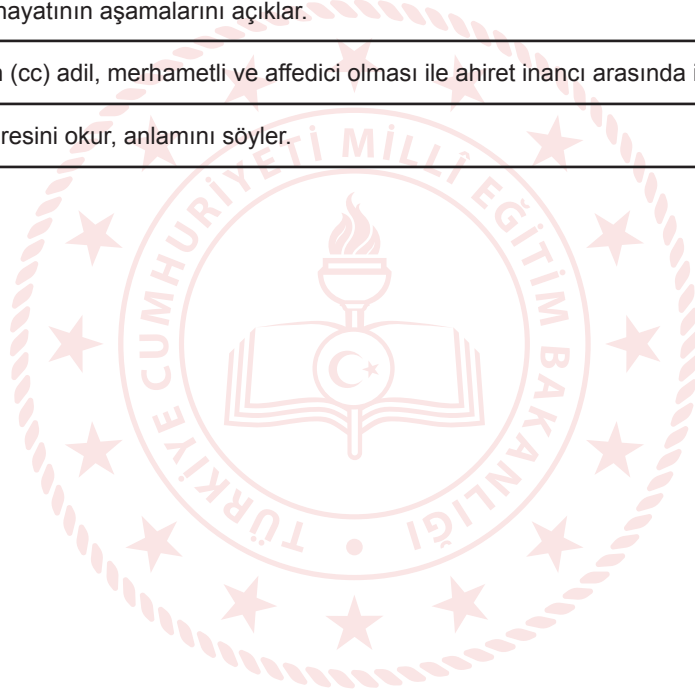 hayatının aşamalarını açıklar.
(cc) adil, merhametli ve affedici olması ile ahiret inancı arasında
resini okur, anlamını söyler.
TÜRKİYE CUMHURİYETİ MİLLÎ EĞİTİM BAKANLIĞI